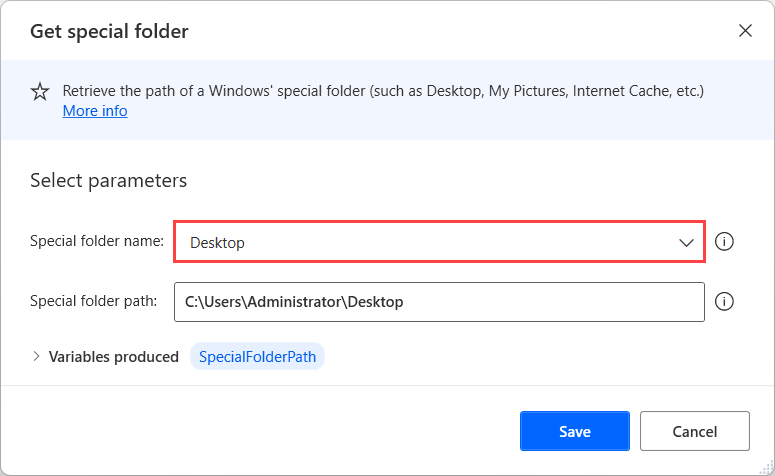 Get special folder
Retrieve the path of a Windows' special folder (such as Desktop, My Pictures, Internet Cache, etc.)
More info
Select parameters
Special folder name: Desktop
Special folder path: C:\Users\Administrator\Desktop
Variables produced SpecialFolderPath
Save Cancel